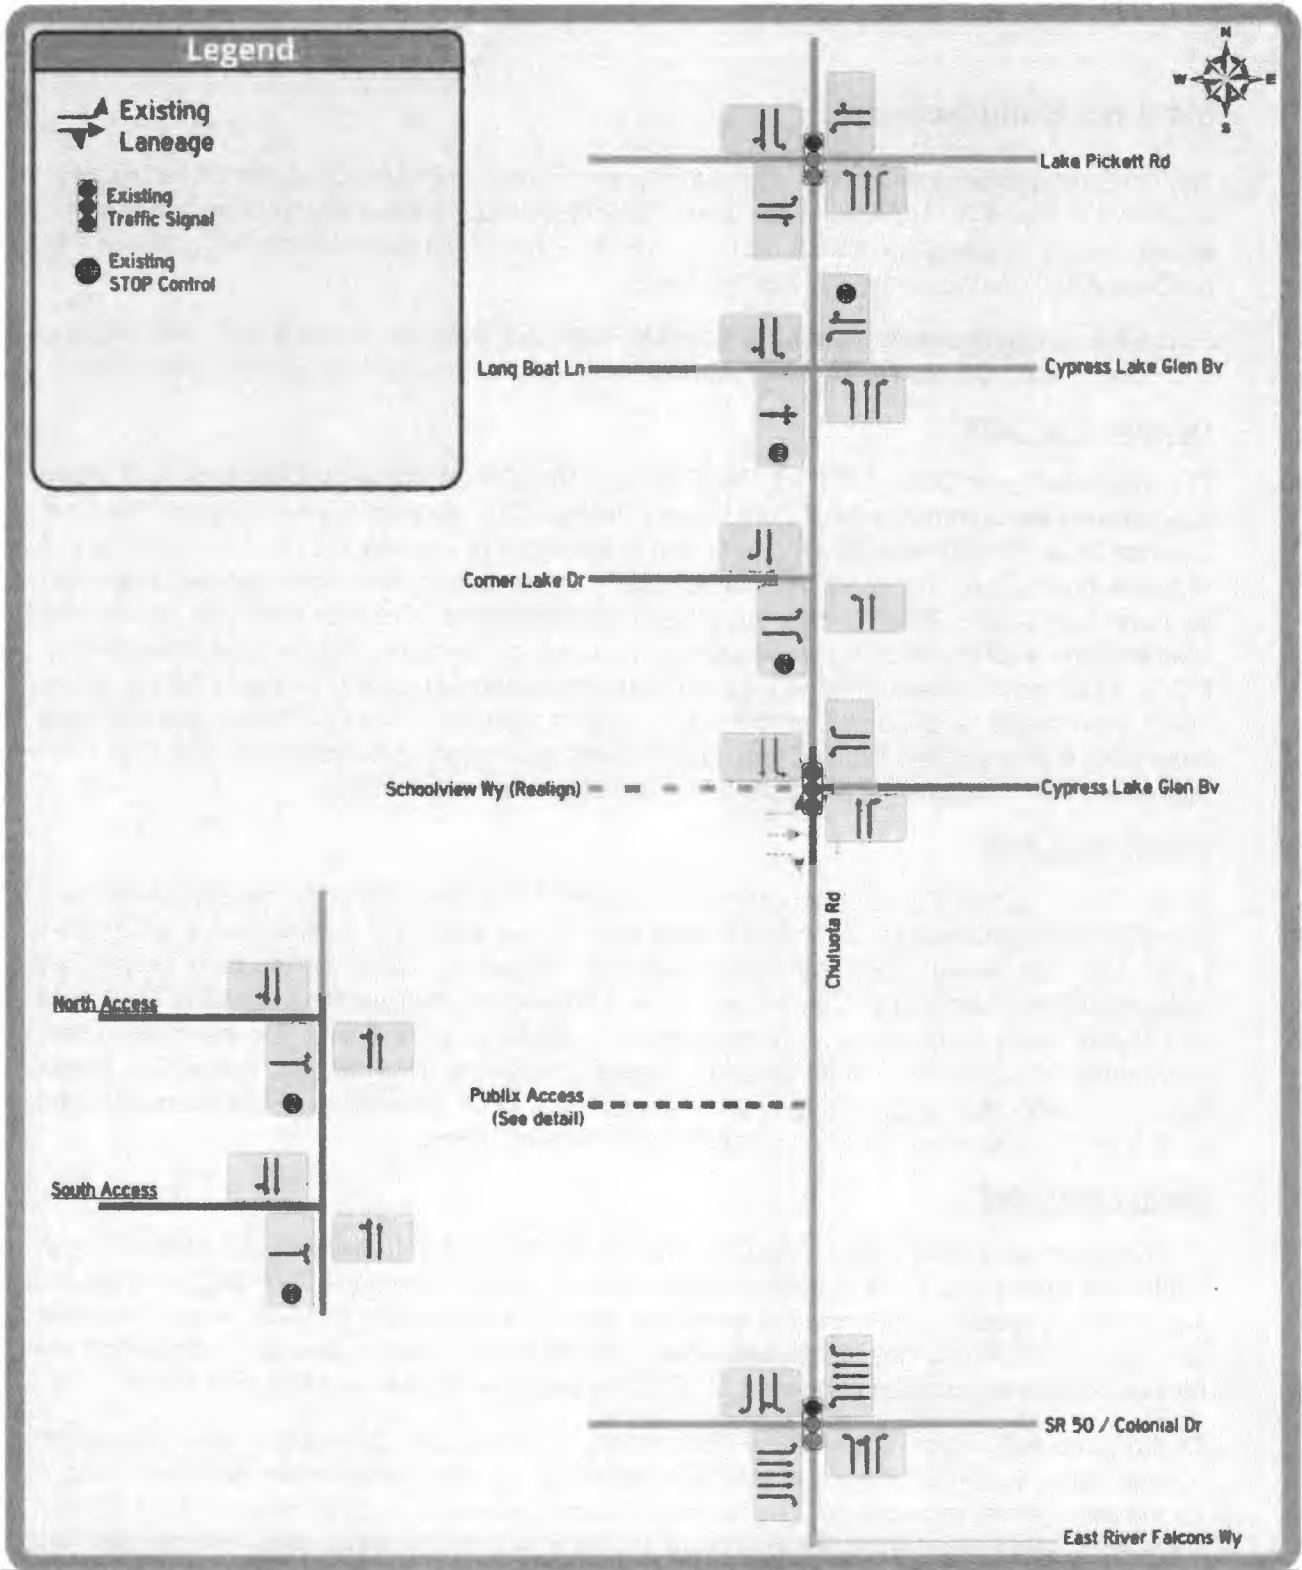 Legend
Existing
Laneage
Existing
Traffic Signal
Existing
STOP Control
N
W
E
S
Lake Pickett Rd
Long Boat Ln
Cypress Lake Glen Bv
Corner Lake Dr
Schoolview Wy (Realign)
Cypress Lake Glen Bv
Chuluota Rd
North Access
Publix Access
(See detail)
South Access
SR 50 / Colonial Dr
East River Falcons Wy